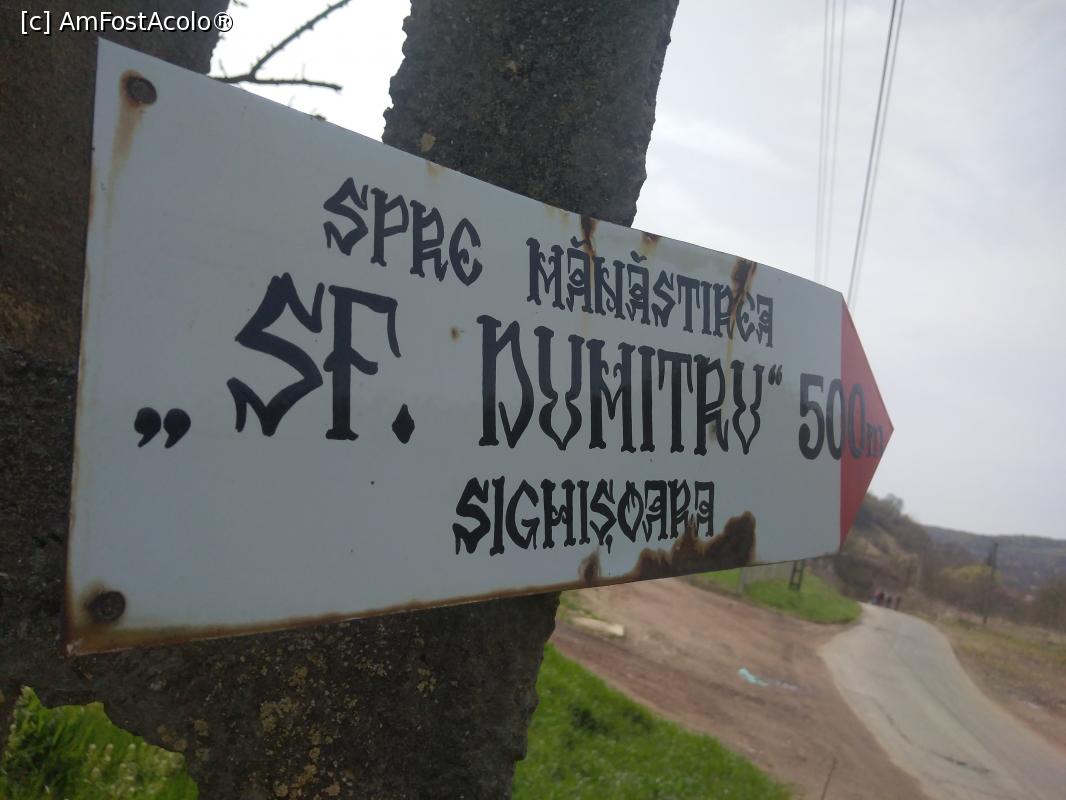 [c] AmFostAcolo®
SPRE MĂNĂSTIREA
„SF. DUMITRU“ 500m
SIGHIȘOARA